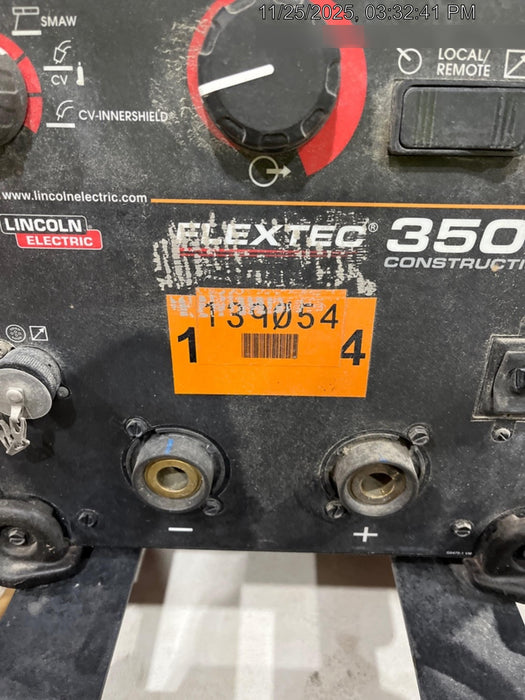 11/25/2025, 03:32:41 PM
SMAW
CV
CV-INNERSHIELD®
LOCAL/
REMOTE
www.lincolnelectric.com
LINCOLN®
ELECTRIC
FLEXTEC® 350
CONSTRUCTI
139054
1 4
− +